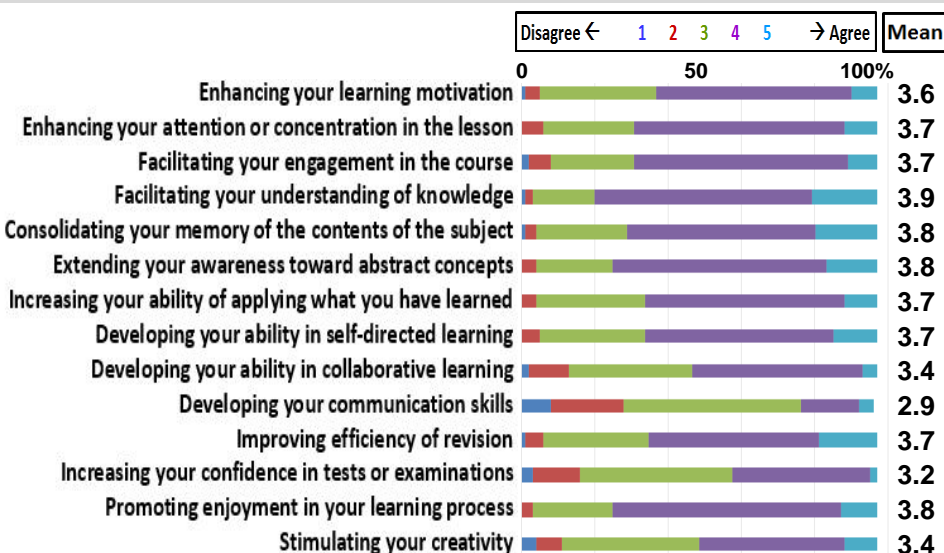 Disagree ← 1 2 3 4 5 → Agree Mean
0 50 100%
Enhancing your learning motivation 3.6
Enhancing your attention or concentration in the lesson 3.7
Facilitating your engagement in the course 3.7
Facilitating your understanding of knowledge 3.9
Consolidating your memory of the contents of the subject 3.8
Extending your awareness toward abstract concepts 3.8
Increasing your ability of applying what you have learned 3.7
Developing your ability in self-directed learning 3.7
Developing your ability in collaborative learning 3.4
Developing your communication skills 2.9
Improving efficiency of revision 3.7
Increasing your confidence in tests or examinations 3.2
Promoting enjoyment in your learning process 3.8
Stimulating your creativity 3.4